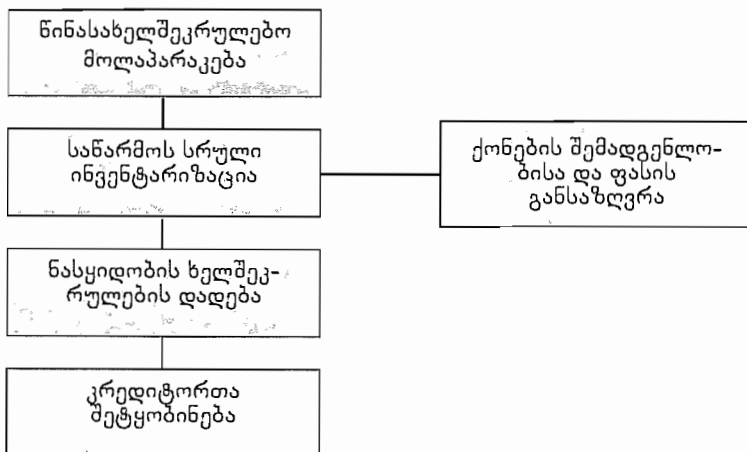 წინასახელშეკრულებო
მოლაპარაკება
საწარმოს სრული
ინვენტარიზაცია
ქონების შემადგენლო-
ბისა და ფასის
განსაზღვრა
ნასყიდობის ხელშეკ-
რულების დადება
კრედიტორთა
შეტყობინება